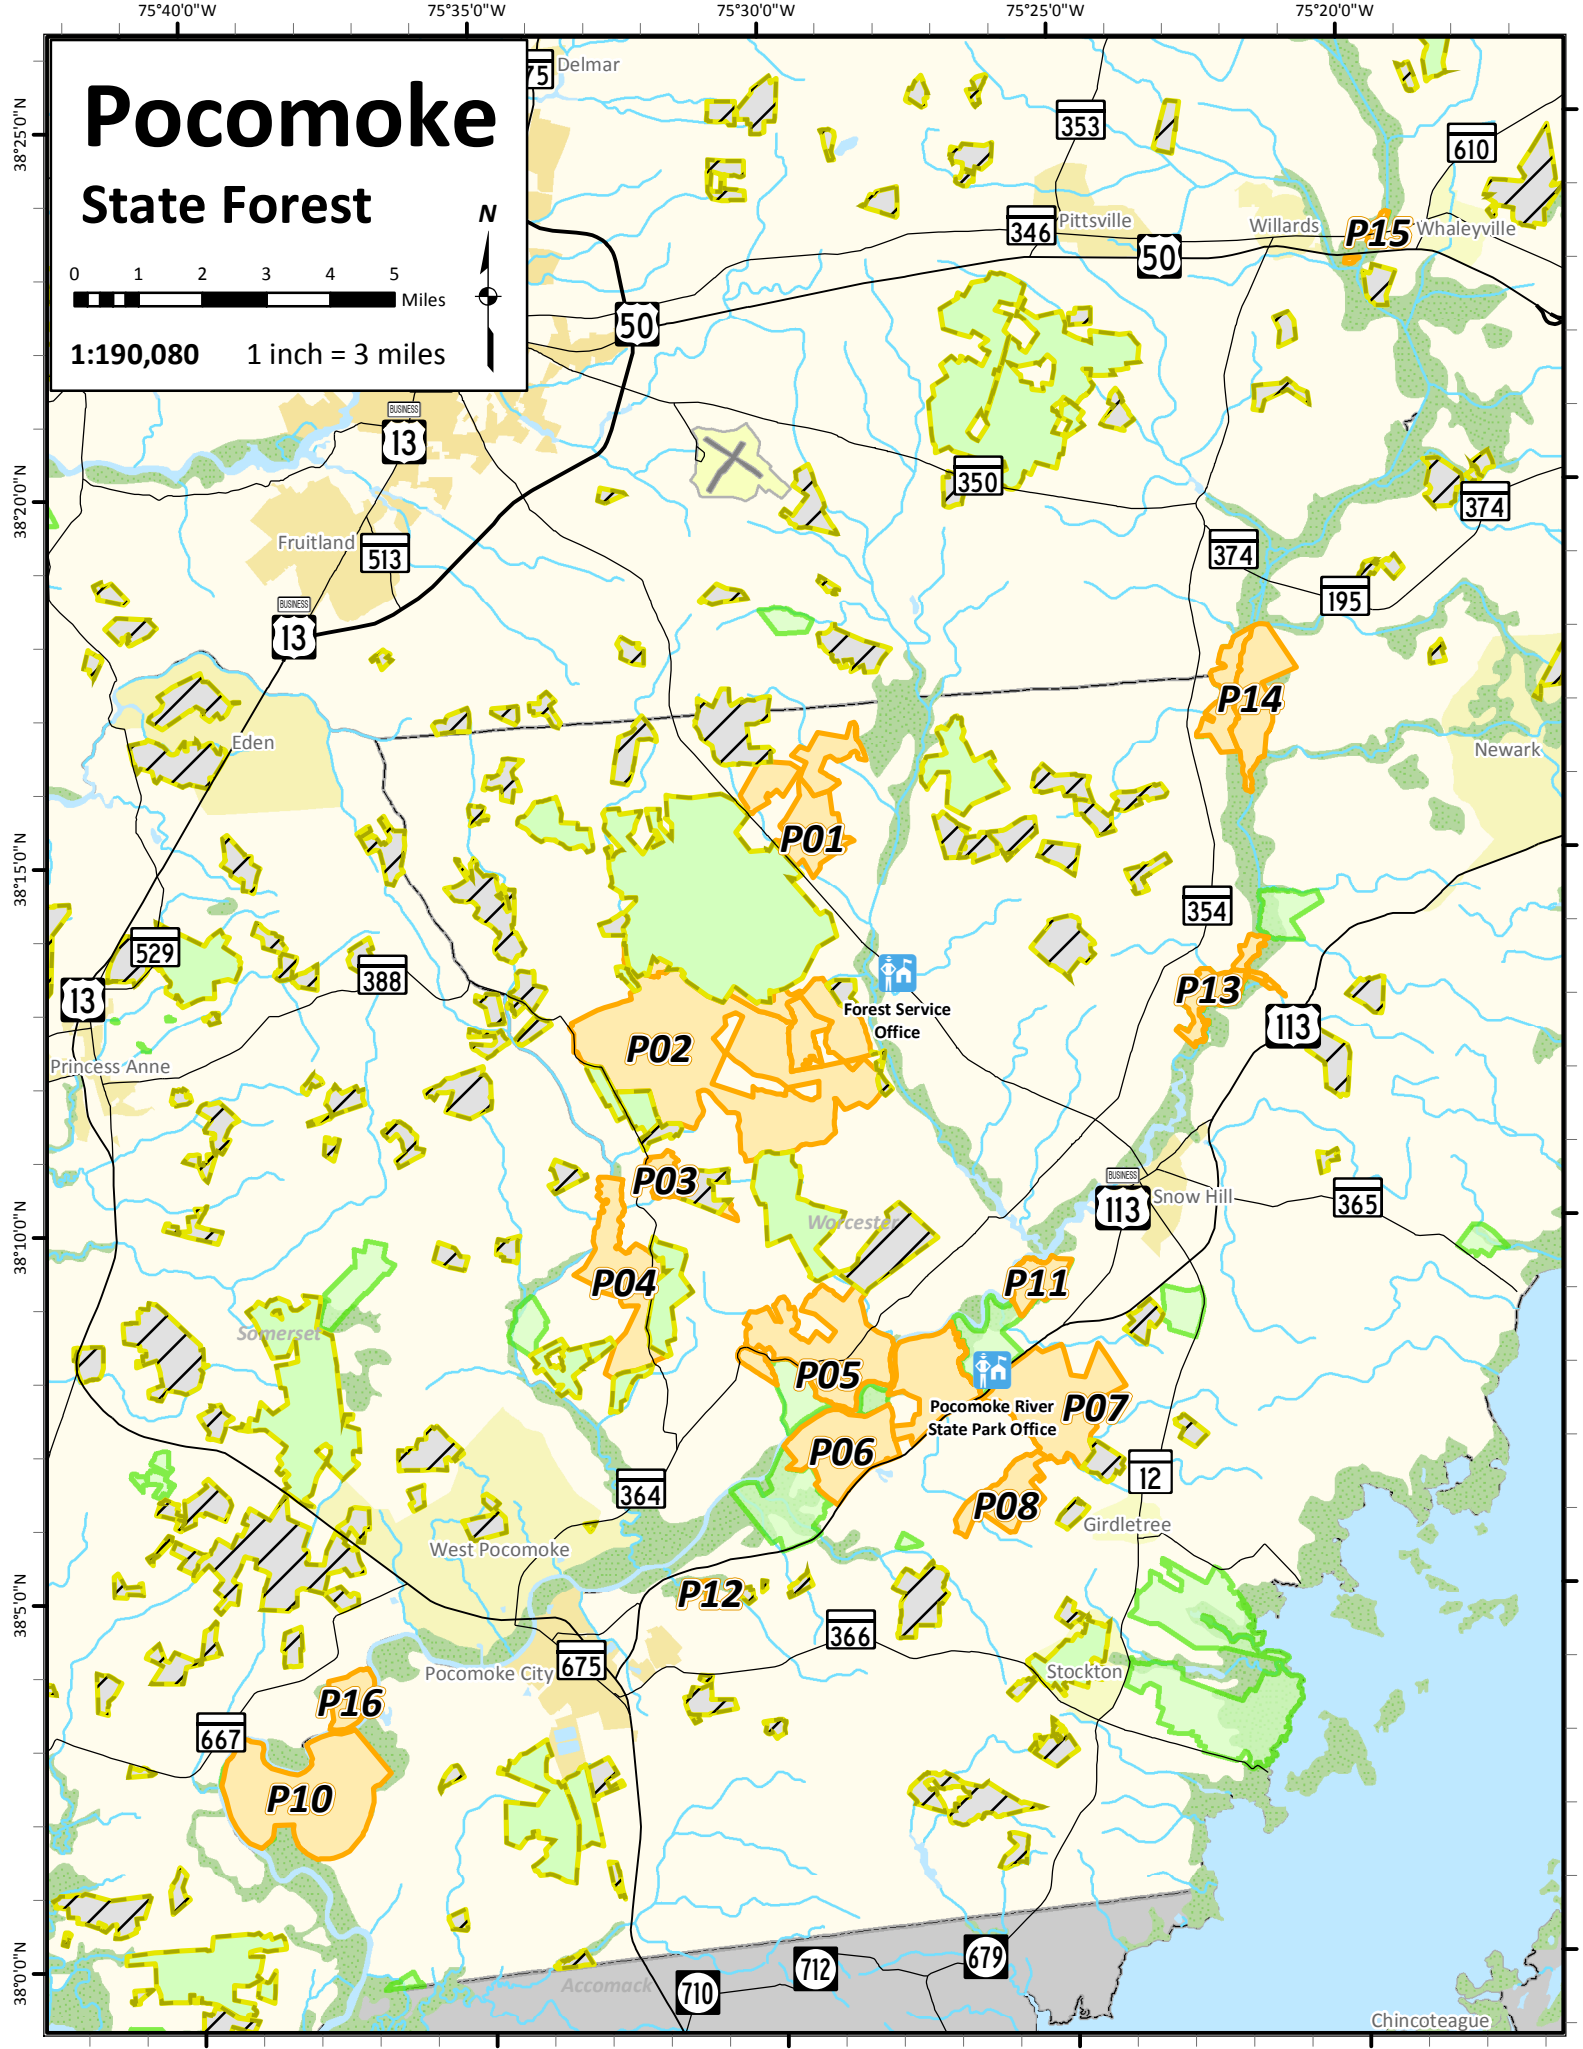 75°40'0"W
75°35'0"W
75°30'0"W
75°25'0"W
75°20'0"W
Pocomoke
State Forest
N
0 1 2 3 4 5
Miles
1:190,080 1 inch = 3 miles
75
Delmar
353
610
38°25'0"N
346
Pittsville
Willards
P15
Whaleyville
50
50
BUSINESS
13
350
374
38°20'0"N
Fruitland
513
374
195
BUSINESS
13
P14
Eden
Newark
P01
38°15'0"N
354
529
388
13
Forest Service
Office
P13
113
P02
Princess Anne
P03
BUSINESS
113
Snow Hill
365
Worcester
38°10'0"N
P04
P11
Somerset
P05
Pocomoke River
State Park Office
P07
P06
12
364
P08
Girdletree
West Pocomoke
38°5'0"N
P12
366
675
Pocomoke City
Stockton
P16
667
P10
679
712
710
Accomack
38°0'0"N
Chincoteague